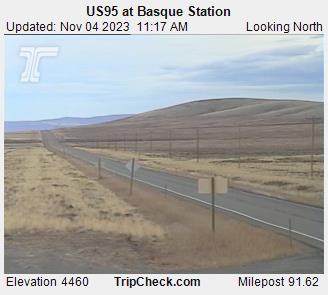 US95 at Basque Station
Updated: Nov 04 2023 11:17 AM Looking North
Elevation 4460 TripCheck.com Milepost 91.62